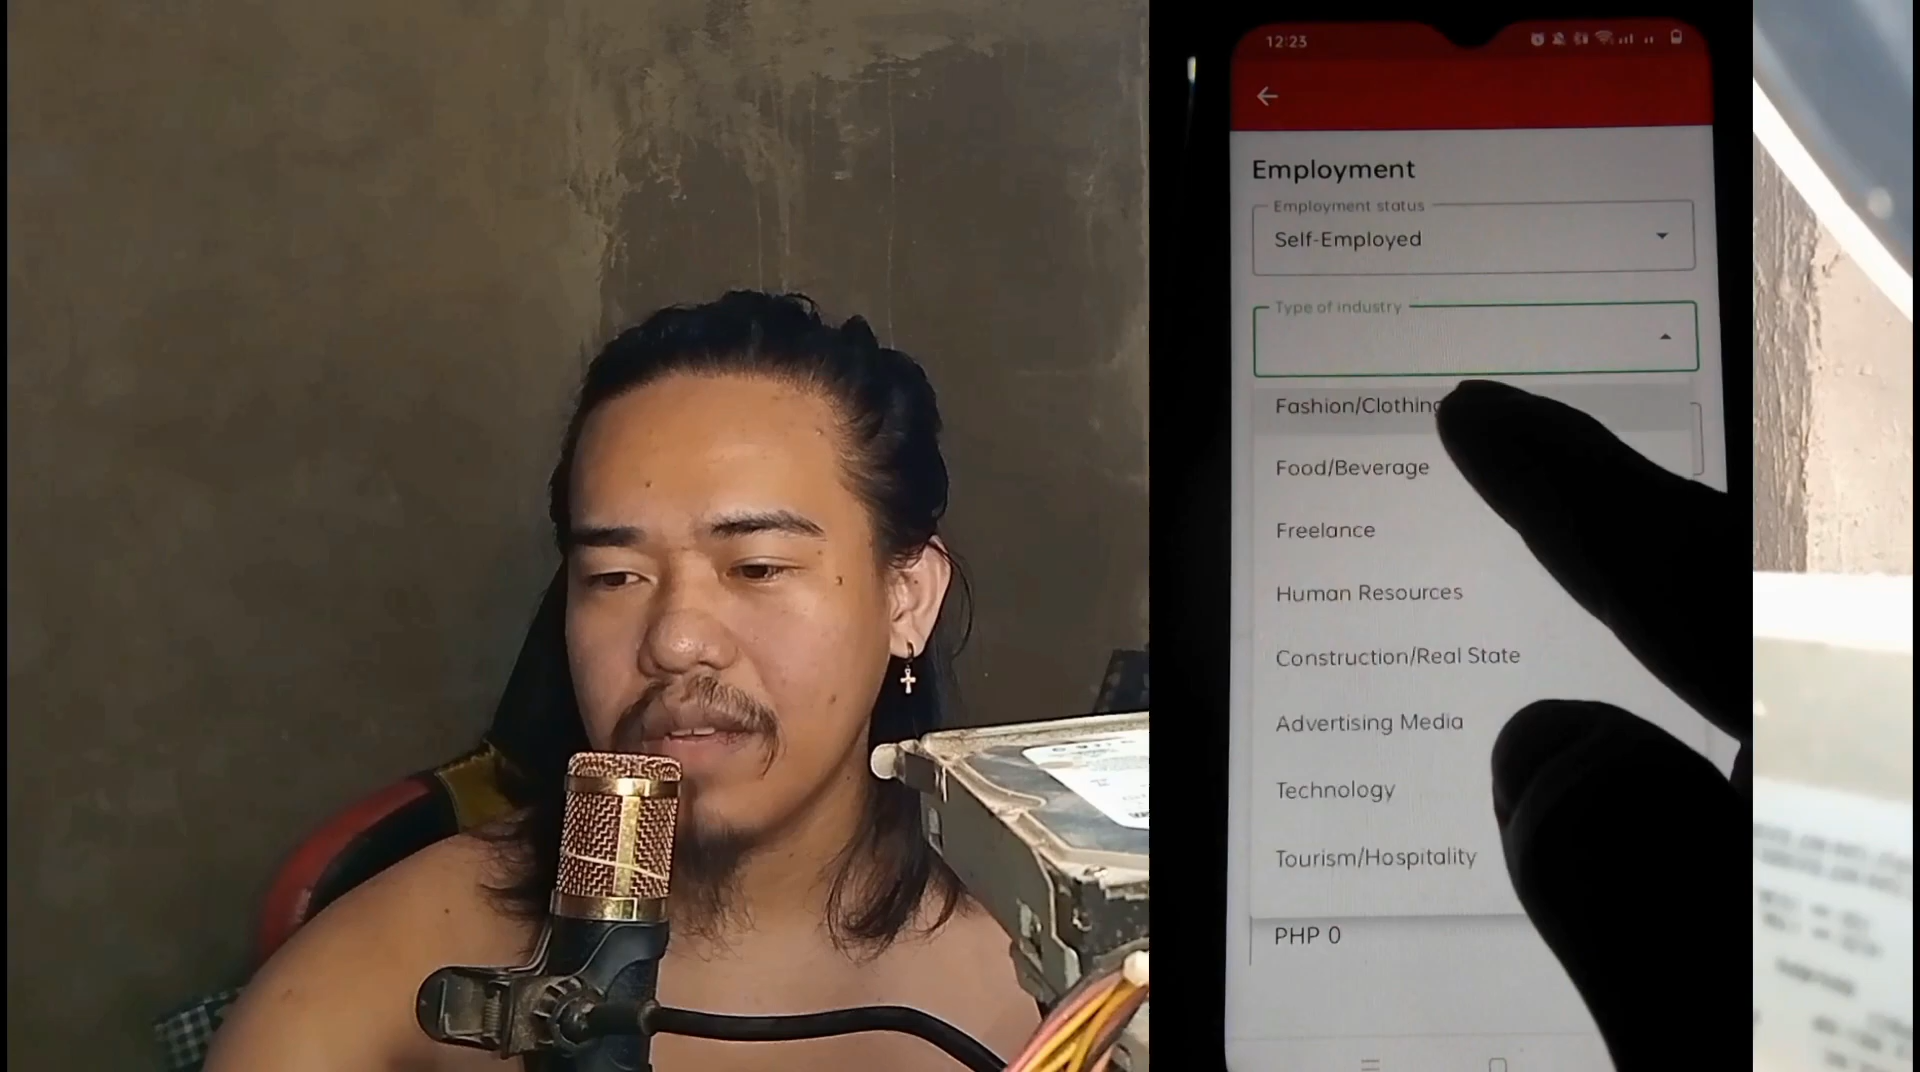 12:23
Employment
Employment status
Self-Employed
Type of industry
Fashion/Clothing
Food/Beverage
Freelance
Human Resources
Construction/Real State
Advertising Media
Technology
Tourism/Hospitality
PHP 0